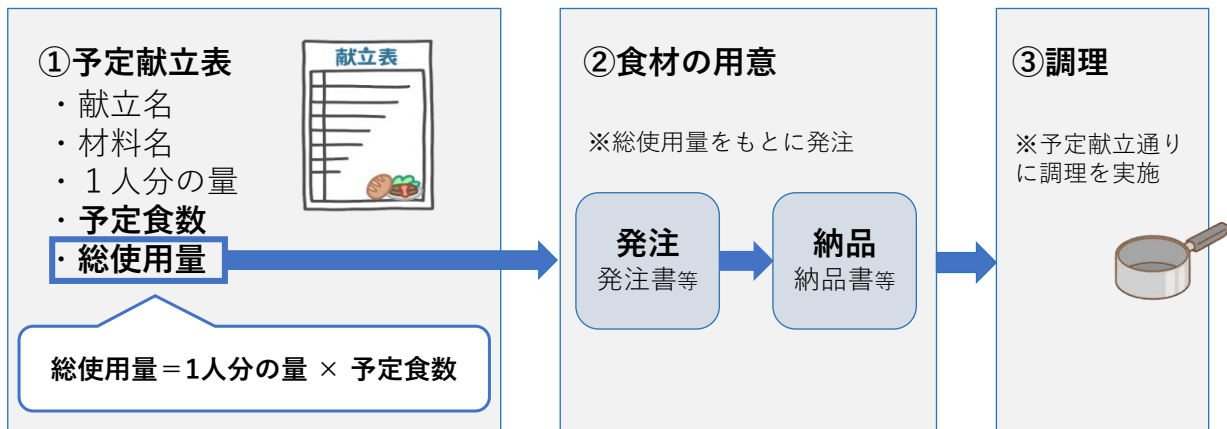 ①予定献立表
・献立名
・材料名
・１人分の量
・予定食数
・総使用量
献立表
総使用量＝1人分の量 × 予定食数
②食材の用意
※総使用量をもとに発注
発注
発注書等
納品
納品書等
③調理
※予定献立通り
に調理を実施